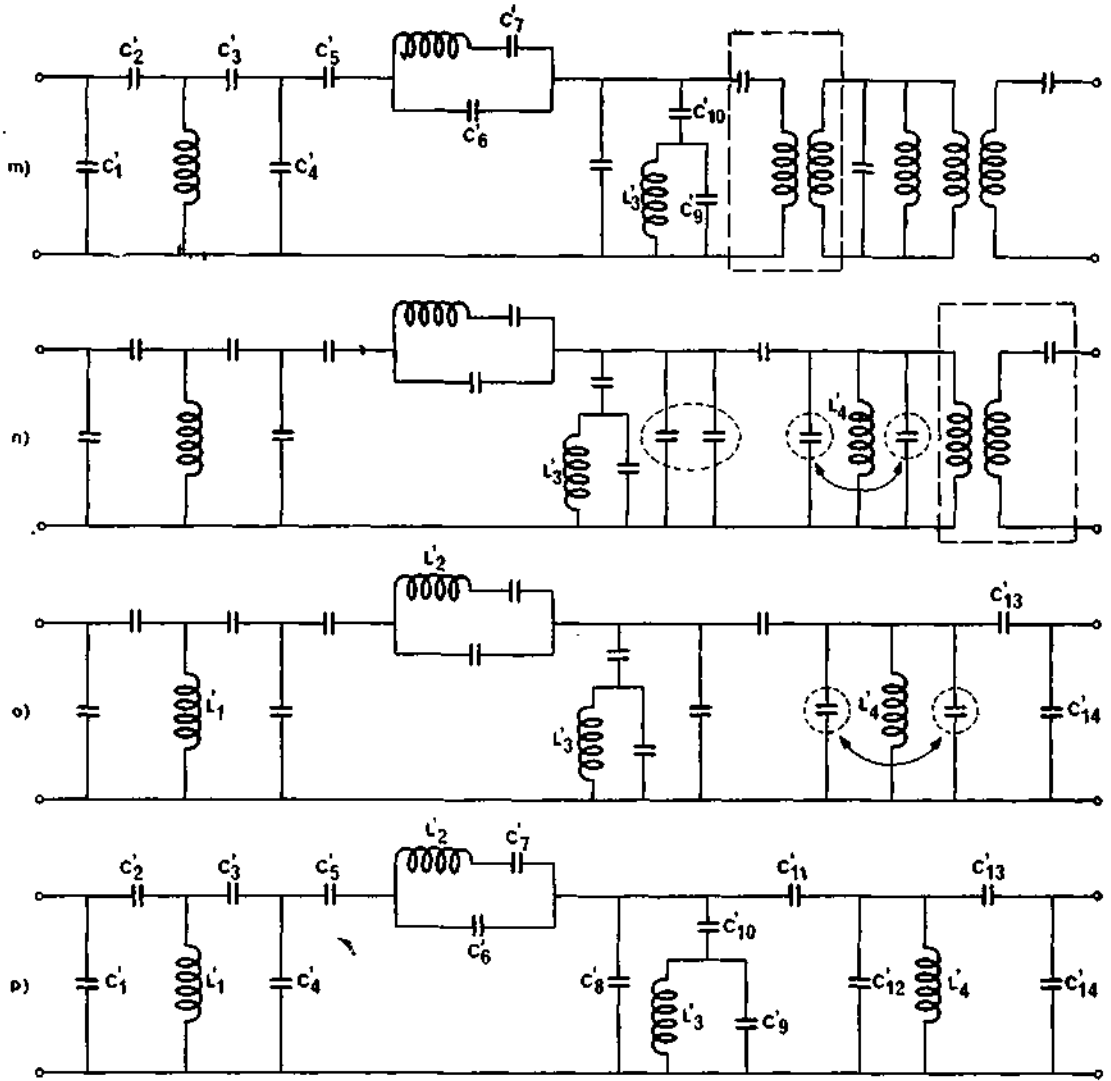 C'7
C'2 C'3 C'5
C'6 C'10
m) C'1 C'4 L'3 C'9
n) L'3 L'4
L'2
C'13
o) L'1 L'3 L'4 C'14
L'2 C'7
C'2 C'3 C'5 C'11 C'13
C'6 C'10
p) C'1 L'1 C'4 C'8 L'3 C'9 C'12 L'4 C'14